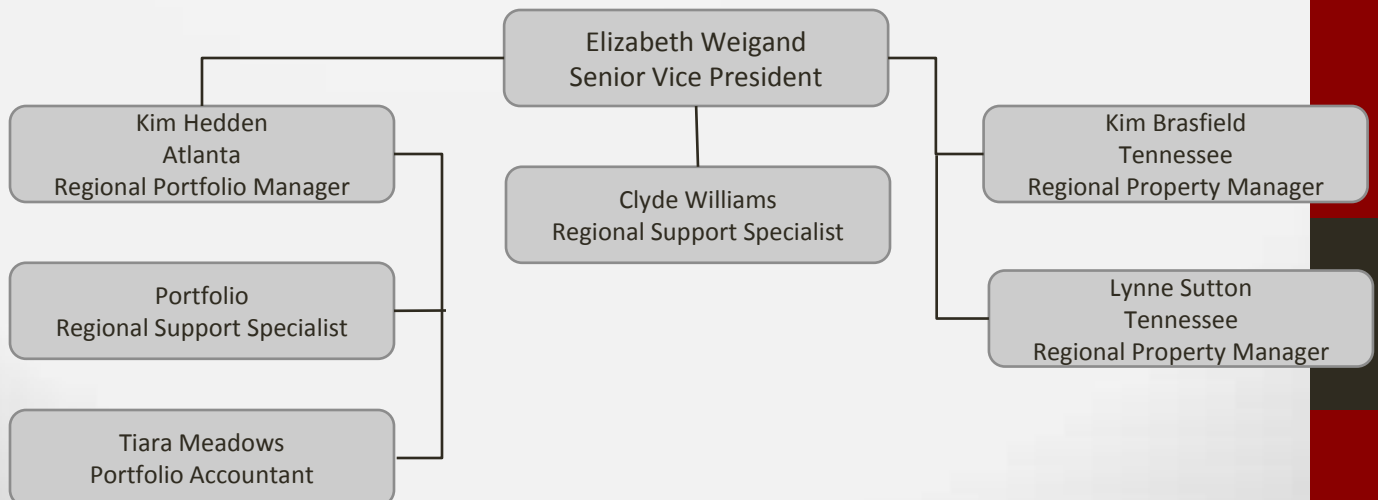 Elizabeth Weigand
Senior Vice President
Kim Hedden
Atlanta
Regional Portfolio Manager
Clyde Williams
Regional Support Specialist
Kim Brasfield
Tennessee
Regional Property Manager
Portfolio
Regional Support Specialist
Lynne Sutton
Tennessee
Regional Property Manager
Tiara Meadows
Portfolio Accountant